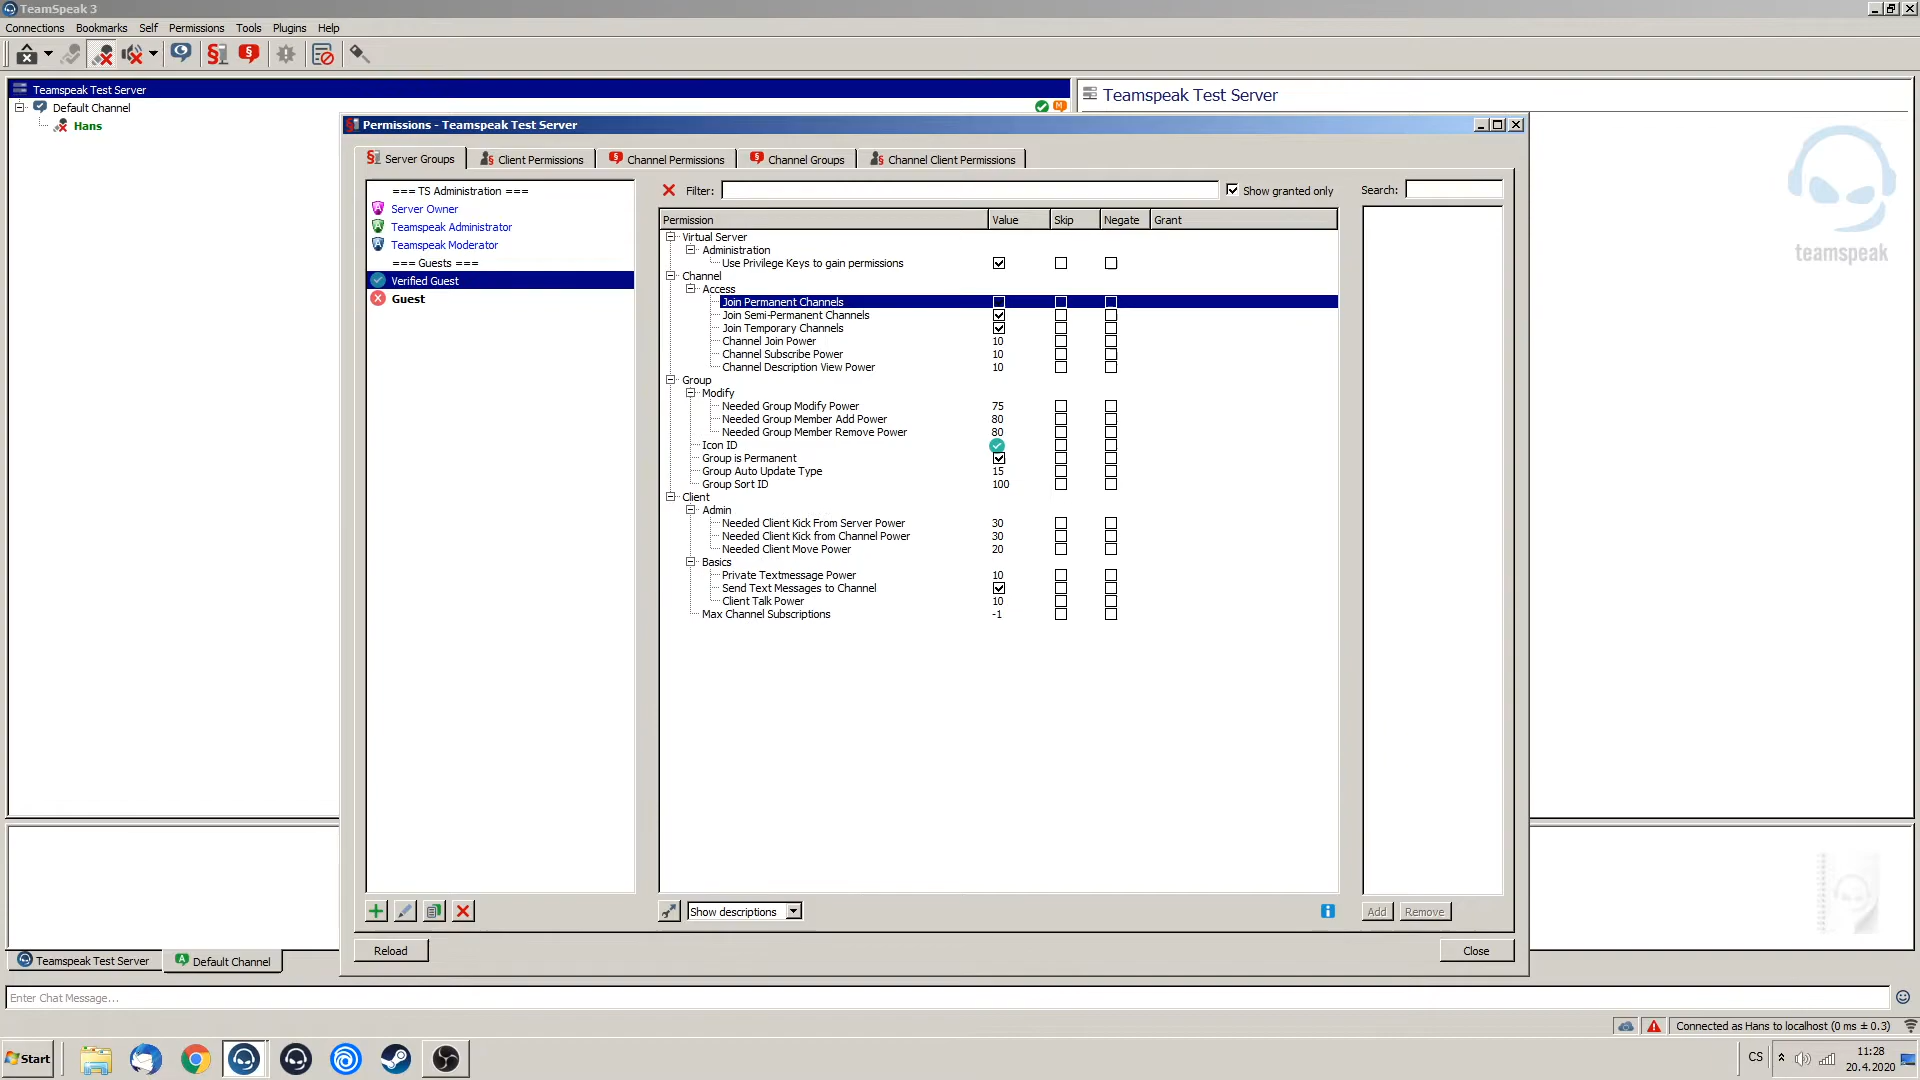 TeamSpeak 3
Connections Bookmarks Self Permissions Tools Plugins Help
Teamspeak Test Server
Default Channel
Hans
Teamspeak Test Server
teamspeak
Permissions - Teamspeak Test Server
Server Groups Client Permissions Channel Permissions Channel Groups Channel Client Permissions
=== TS Administration ===
Server Owner
Teamspeak Administrator
Teamspeak Moderator
=== Guests ===
Verified Guest
Guest
Filter: Show granted only Search:
Permission Value Skip Negate Grant
Virtual Server
Administration
Use Privilege Keys to gain permissions
Channel
Access
Join Permanent Channels
Join Semi-Permanent Channels
Join Temporary Channels
Channel Join Power 10
Channel Subscribe Power 10
Channel Description View Power 10
Group
Modify
Needed Group Modify Power 75
Needed Group Member Add Power 80
Needed Group Member Remove Power 80
Icon ID
Group is Permanent
Group Auto Update Type 15
Group Sort ID 100
Client
Admin
Needed Client Kick From Server Power 30
Needed Client Kick from Channel Power 30
Needed Client Move Power 20
Basics
Private Textmessage Power 10
Send Text Messages to Channel
Client Talk Power 10
Max Channel Subscriptions -1
Show descriptions Add Remove
Reload Close
Teamspeak Test Server Default Channel
Enter Chat Message...
Connected as Hans to localhost (0 ms ± 0.3)
Start CS 11:28
20.4.2020